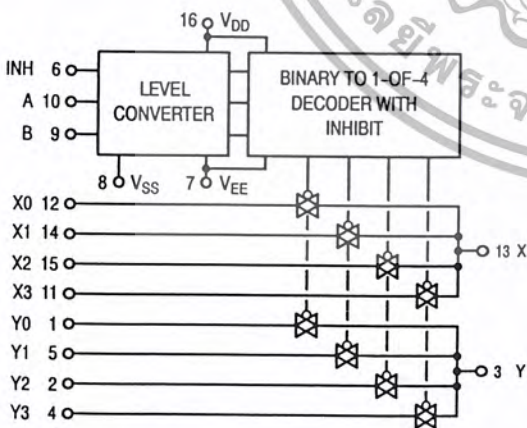 16 VDD
INH 6
A 10
B 9
LEVEL
CONVERTER
BINARY TO 1-OF-4
DECODER WITH
INHIBIT
8 VSS
7 VEE
X0 12
X1 14
X2 15
X3 11
13 X
Y0 1
Y1 5
Y2 2
Y3 4
3 Y